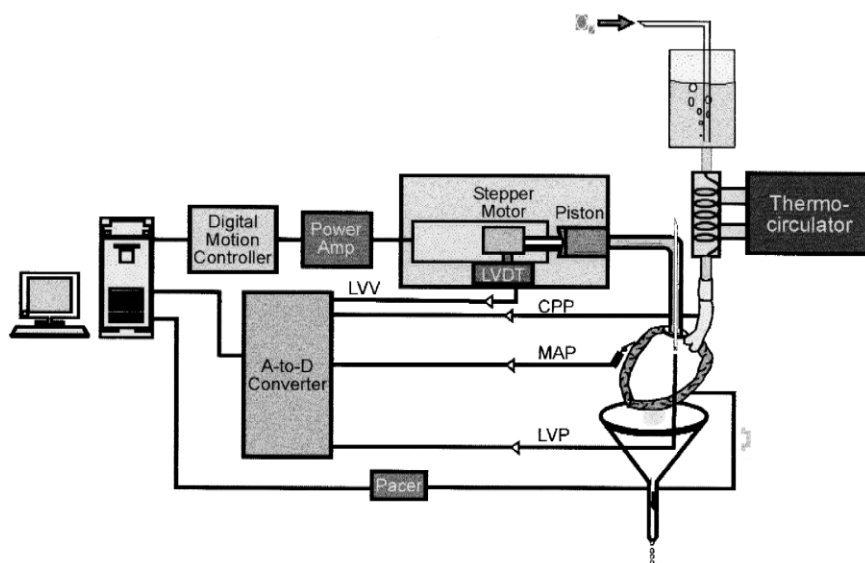 Thermo-
circulator
Stepper
Motor
Piston
Digital
Motion
Controller
Power
Amp
LVDT
LVV
CPP
MAP
A-to-D
Converter
LVP
Pacer